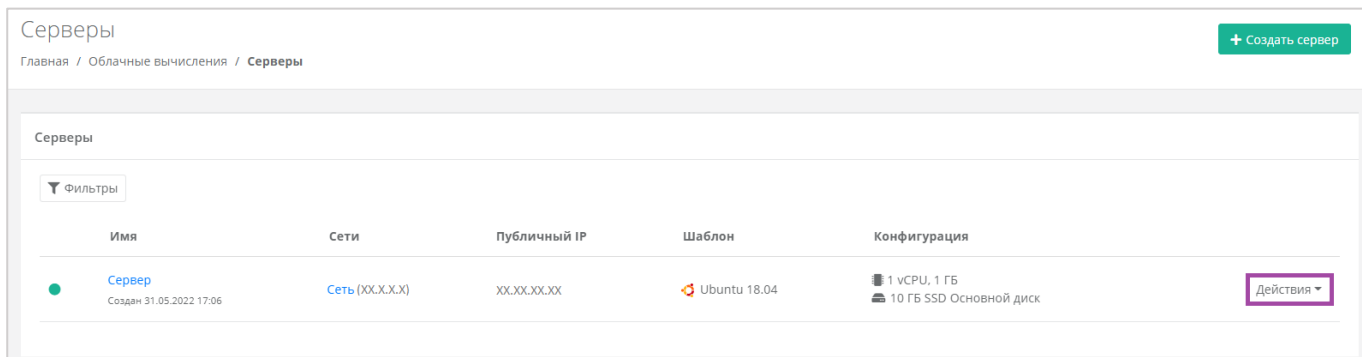 Серверы
+ Создать сервер
Главная / Облачные вычисления / Серверы
Серверы
Фильтры
Имя Сети Публичный IP Шаблон Конфигурация
Сервер Сеть (XX.X.X.X) XX.XX.XX.XX Ubuntu 18.04 1 vCPU, 1 ГБ Действия
Создан 31.05.2022 17:06 10 ГБ SSD Основной диск